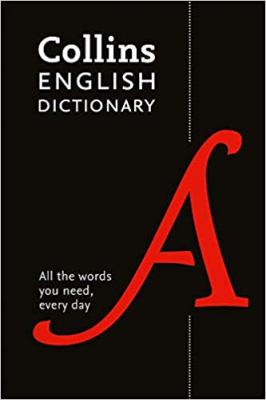 Collins
ENGLISH
DICTIONARY
A
All the words
you need,
every day